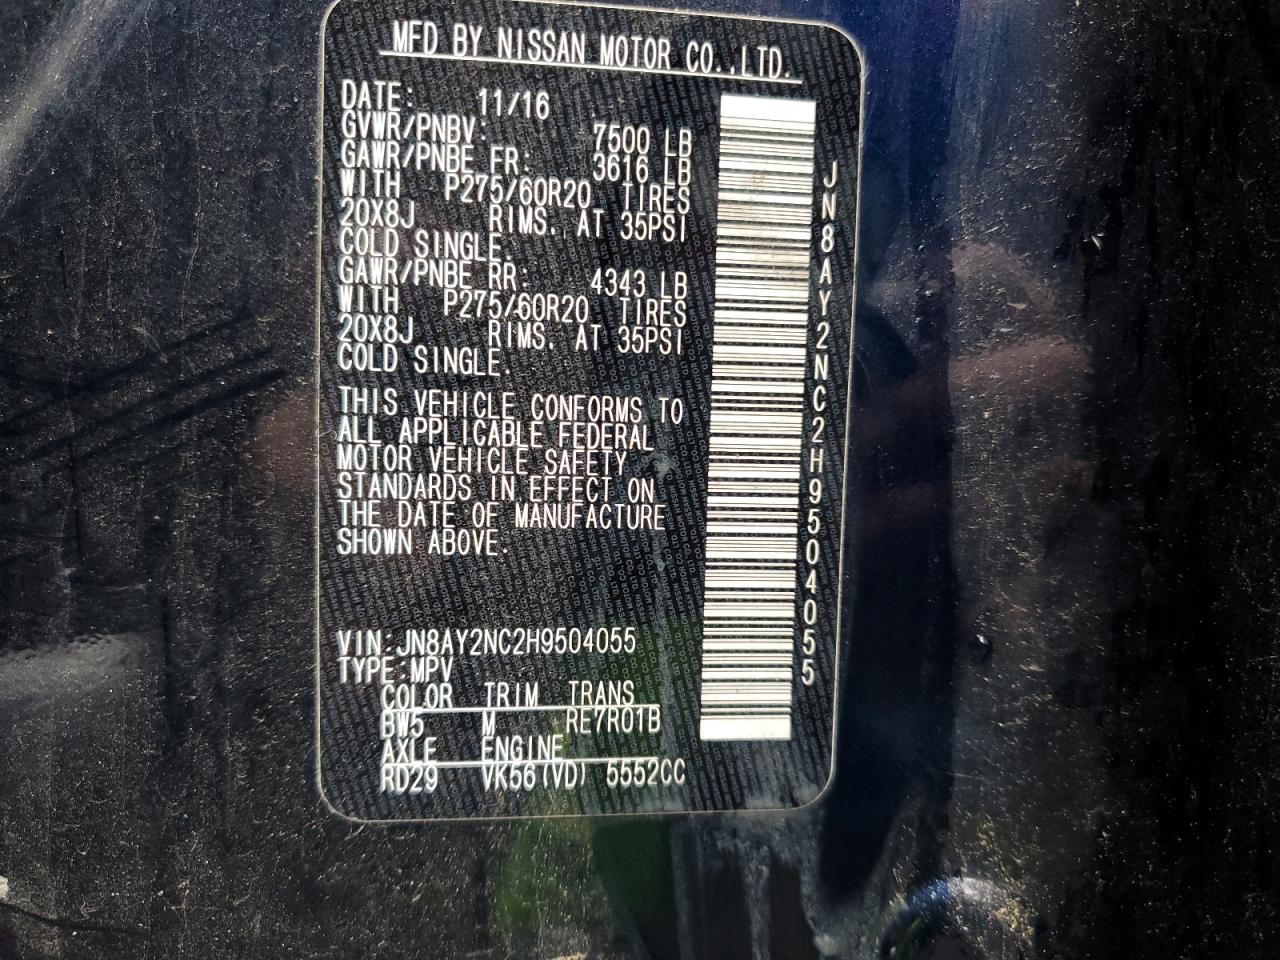 MFD BY NISSAN MOTOR CO.,LTD.
DATE: 11/16
GVWR/PNBV: 7500 LB
GAWR/PNBE FR: 3616 LB
WITH P275/60R20 TIRES
20X8J RIMS. AT 35PSI
COLD SINGLE.
GAWR/PNBE RR: 4343 LB
WITH P275/60R20 TIRES
20X8J RIMS. AT 35PSI
COLD SINGLE.
THIS VEHICLE CONFORMS TO
ALL APPLICABLE FEDERAL
MOTOR VEHICLE SAFETY
STANDARDS IN EFFECT ON
THE DATE OF MANUFACTURE
SHOWN ABOVE.
VIN:JN8AY2NC2H9504055
TYPE:MPV
COLOR TRIM TRANS
BW5 M RE7R01B
AXLE ENGINE
RD29 VK56(VD) 5552CC
JN8AY2NC2H9504055